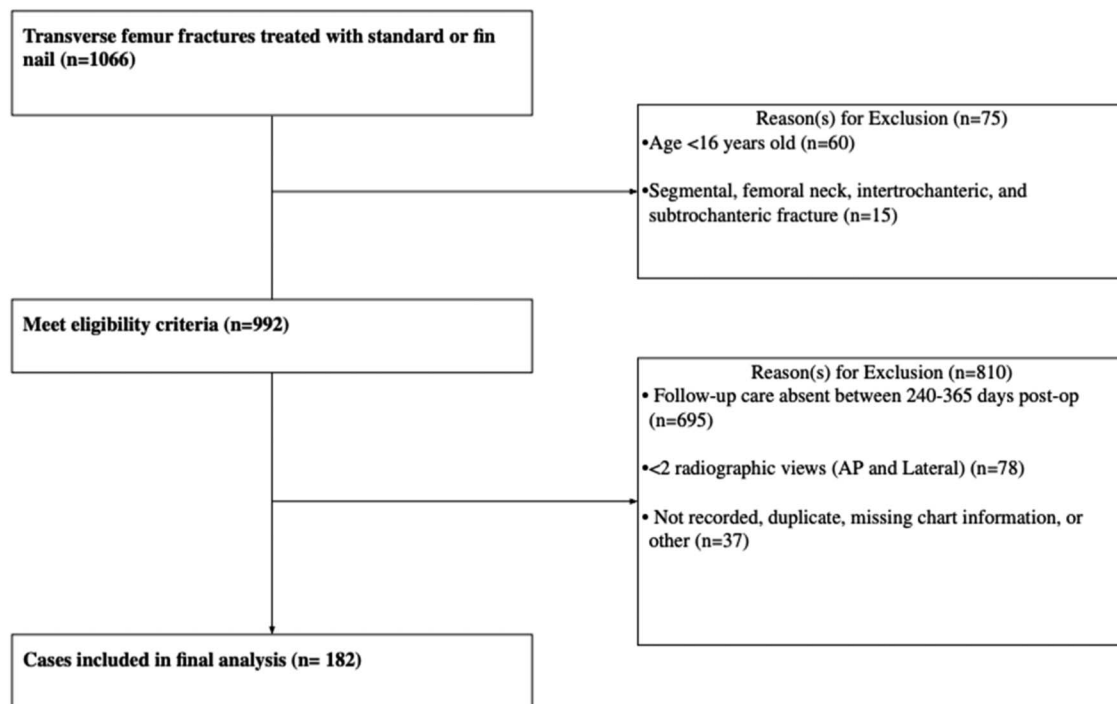 Transverse femur fractures treated with standard or fin
nail (n=1066)
Reason(s) for Exclusion (n=75)
•Age <16 years old (n=60)
•Segmental, femoral neck, intertrochanteric, and
subtrochanteric fracture (n=15)
Meet eligibility criteria (n=992)
Reason(s) for Exclusion (n=810)
• Follow-up care absent between 240-365 days post-op
(n=695)
•<2 radiographic views (AP and Lateral) (n=78)
• Not recorded, duplicate, missing chart information, or
other (n=37)
Cases included in final analysis (n= 182)